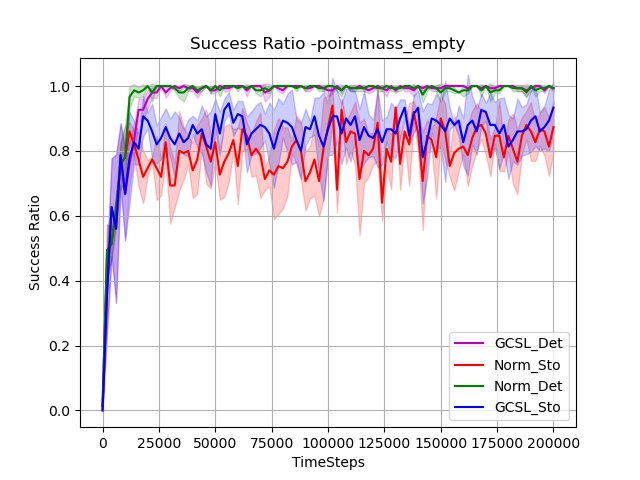 Success Ratio -pointmass_empty
Success Ratio
1.0
0.8
0.6
0.4
0.2
0.0
GCSL_Det
Norm_Sto
Norm_Det
GCSL_Sto
0 25000 50000 75000 100000 125000 150000 175000 200000
TimeSteps